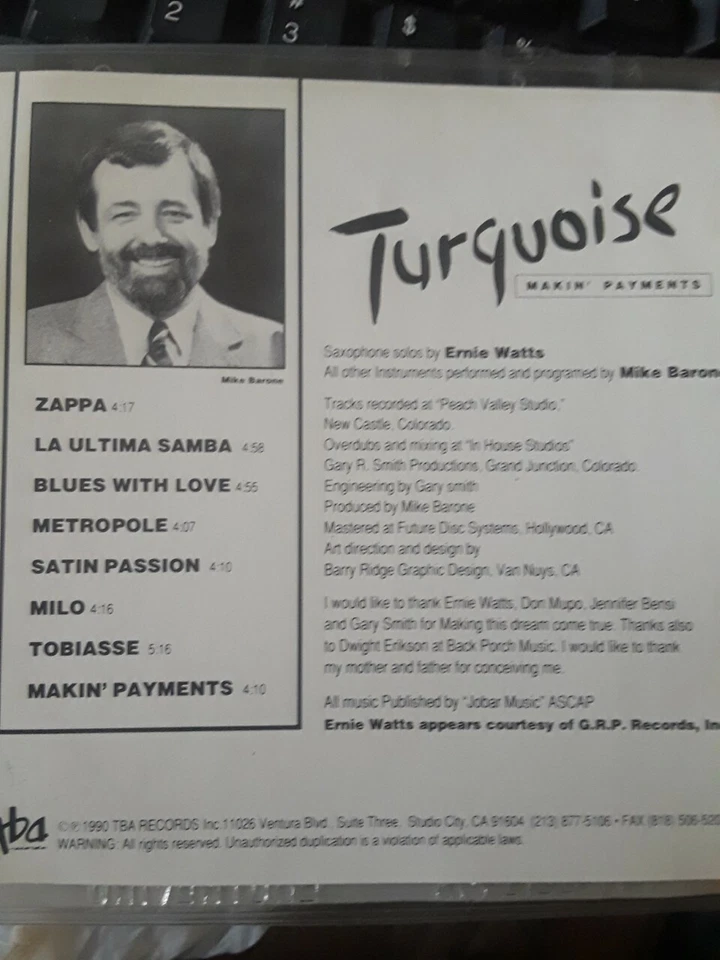 2
3
$
%
Mike Barone
ZAPPA 4:17
LA ULTIMA SAMBA 4:58
BLUES WITH LOVE 4:55
METROPOLE 4:07
SATIN PASSION 4:10
MILO 4:16
TOBIASSE 5:16
MAKIN' PAYMENTS 4:10
Turquoise
MAKIN' PAYMENTS
Saxophone solos by Ernie Watts
All other Instruments performed and programed by Mike Baron
Tracks recorded at "Peach Valley Studio,"
New Castle, Colorado.
Overdubs and mixing at "In House Studios"
Gary R. Smith Productions, Grand Junction, Colorado.
Engineering by Gary smith
Produced by Mike Barone
Mastered at Future Disc Systems, Hollywood, CA
Art direction and design by
Barry Ridge Graphic Design, Van Nuys, CA
I would like to thank Ernie Watts, Don Mupo, Jennifer Bensi
and Gary Smith for Making this dream come true. Thanks also
to Dwight Erikson at Back Porch Music. I would like to thank
my mother and father for conceiving me.
All music Published by "Jobar Music" ASCAP
Ernie Watts appears courtesy of G.R.P. Records, In
tba
©℗ 1990 TBA RECORDS Inc. 11026 Ventura Blvd., Suite Three, Studio City, CA 91604 (213) 877-5106 • FAX (818) 506-520
WARNING: All rights reserved. Unauthorized duplication is a violation of applicable laws.